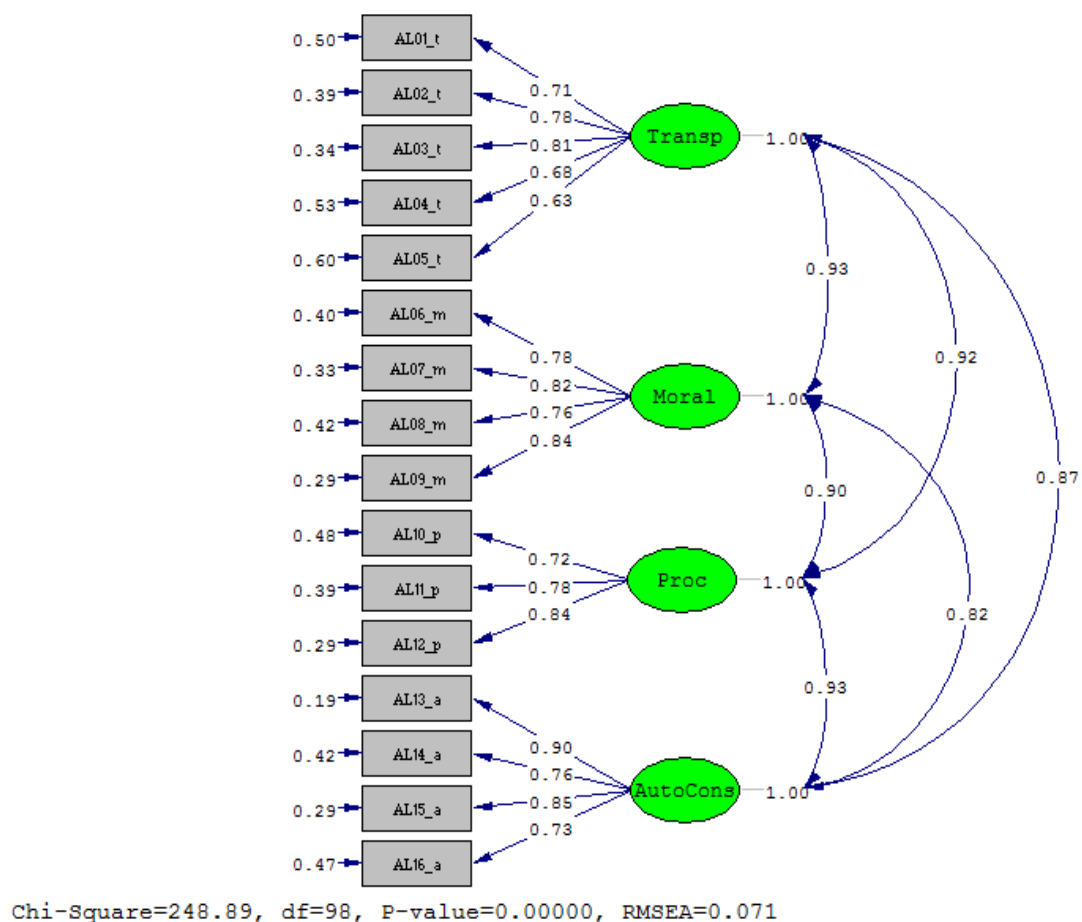 0.50 AL01_t
0.71
0.39 AL02_t
0.78
Transp 1.00
0.34 AL03_t
0.81
0.68
0.53 AL04_t
0.63
0.60 AL05_t
0.93
0.40 AL06_m
0.78
0.92
0.33 AL07_m
0.82
Moral 1.00
0.42 AL08_m
0.76
0.84
0.29 AL09_m
0.87
0.90
0.48 AL10_p
0.72
Proc 1.00
0.39 AL11_p
0.78
0.84
0.82
0.29 AL12_p
0.93
0.19 AL13_a
0.90
0.42 AL14_a
0.76
AutoCons 1.00
0.29 AL15_a
0.85
0.73
0.47 AL16_a
Chi-Square=248.89, df=98, P-value=0.00000, RMSEA=0.071